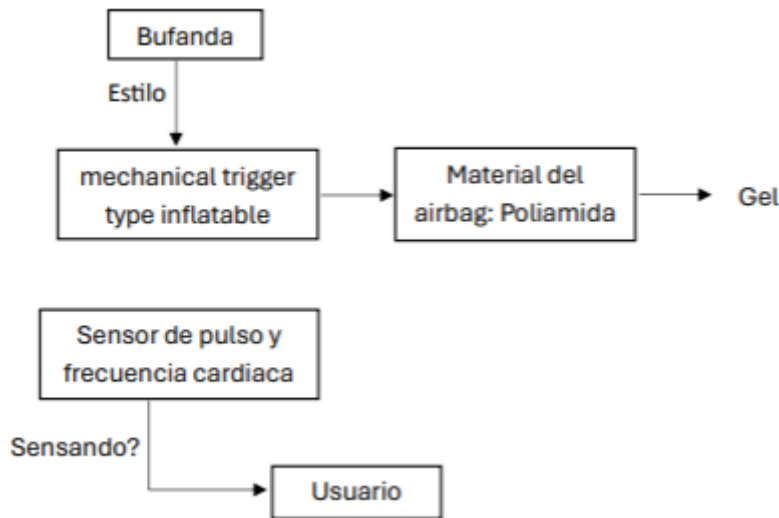 Bufanda
Estilo
mechanical trigger
type inflatable
Material del
airbag: Poliamida
Gel
Sensor de pulso y
frecuencia cardiaca
Sensando?
Usuario